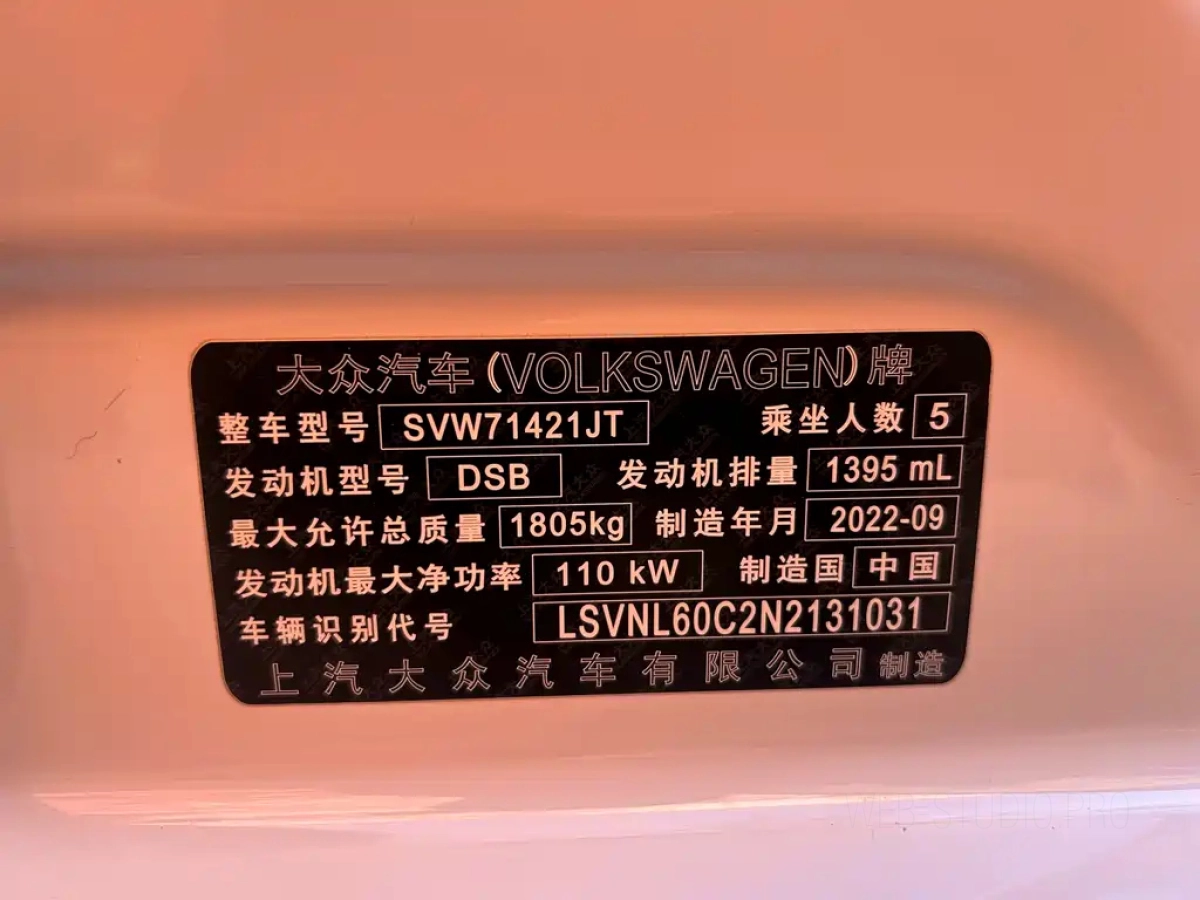 大众汽车(VOLKSWAGEN)牌
整车型号 SVW71421JT 乘坐人数 5
发动机型号 DSB 发动机排量 1395 mL
最大允许总质量 1805kg 制造年月 2022-09
发动机最大净功率 110 kW 制造国 中国
车辆识别代号 LSVNL60C2N2131031
上汽大众汽车有限公司制造